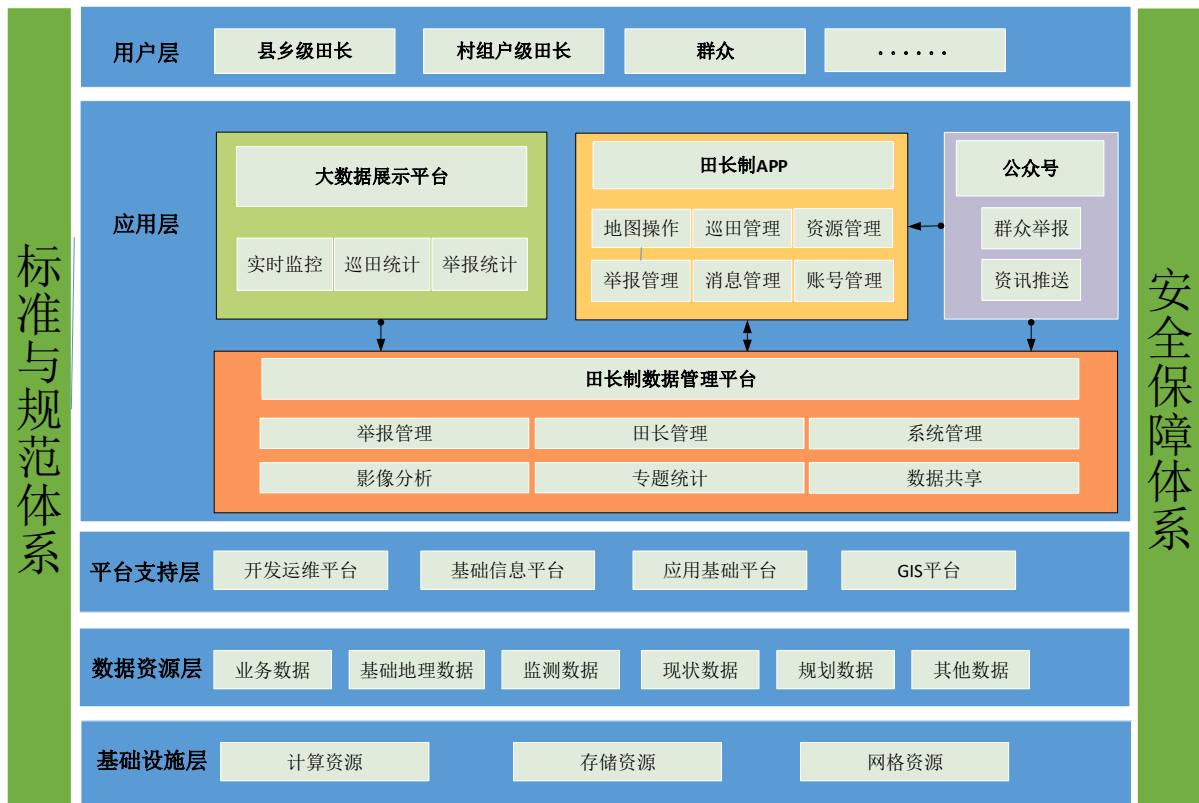 标准与规范体系
用户层
县乡级田长
村组户级田长
群众
······
应用层
大数据展示平台
实时监控
巡田统计
举报统计
田长制APP
地图操作
巡田管理
资源管理
举报管理
消息管理
账号管理
公众号
群众举报
资讯推送
田长制数据管理平台
举报管理
田长管理
系统管理
影像分析
专题统计
数据共享
平台支持层
开发运维平台
基础信息平台
应用基础平台
GIS平台
数据资源层
业务数据
基础地理数据
监测数据
现状数据
规划数据
其他数据
基础设施层
计算资源
存储资源
网格资源
安全保障体系